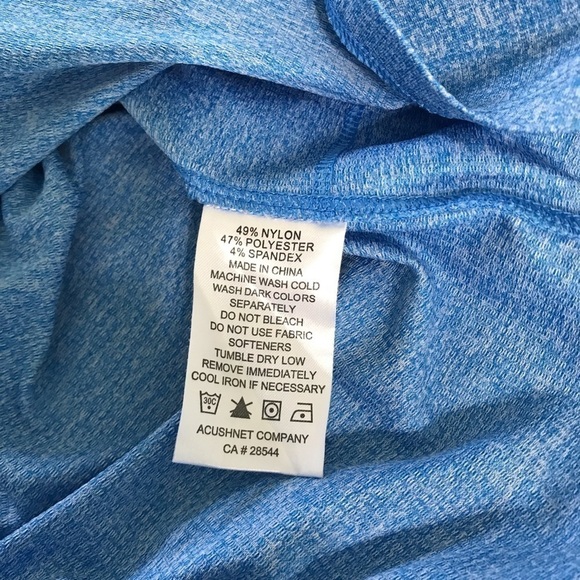 49% NYLON
47% POLYESTER
4% SPANDEX
MADE IN CHINA
MACHINE WASH COLD
WASH DARK COLORS
SEPARATELY
DO NOT BLEACH
DO NOT USE FABRIC
SOFTENERS
TUMBLE DRY LOW
REMOVE IMMEDIATELY
COOL IRON IF NECESSARY
30C
ACUSHNET COMPANY
CA # 28544